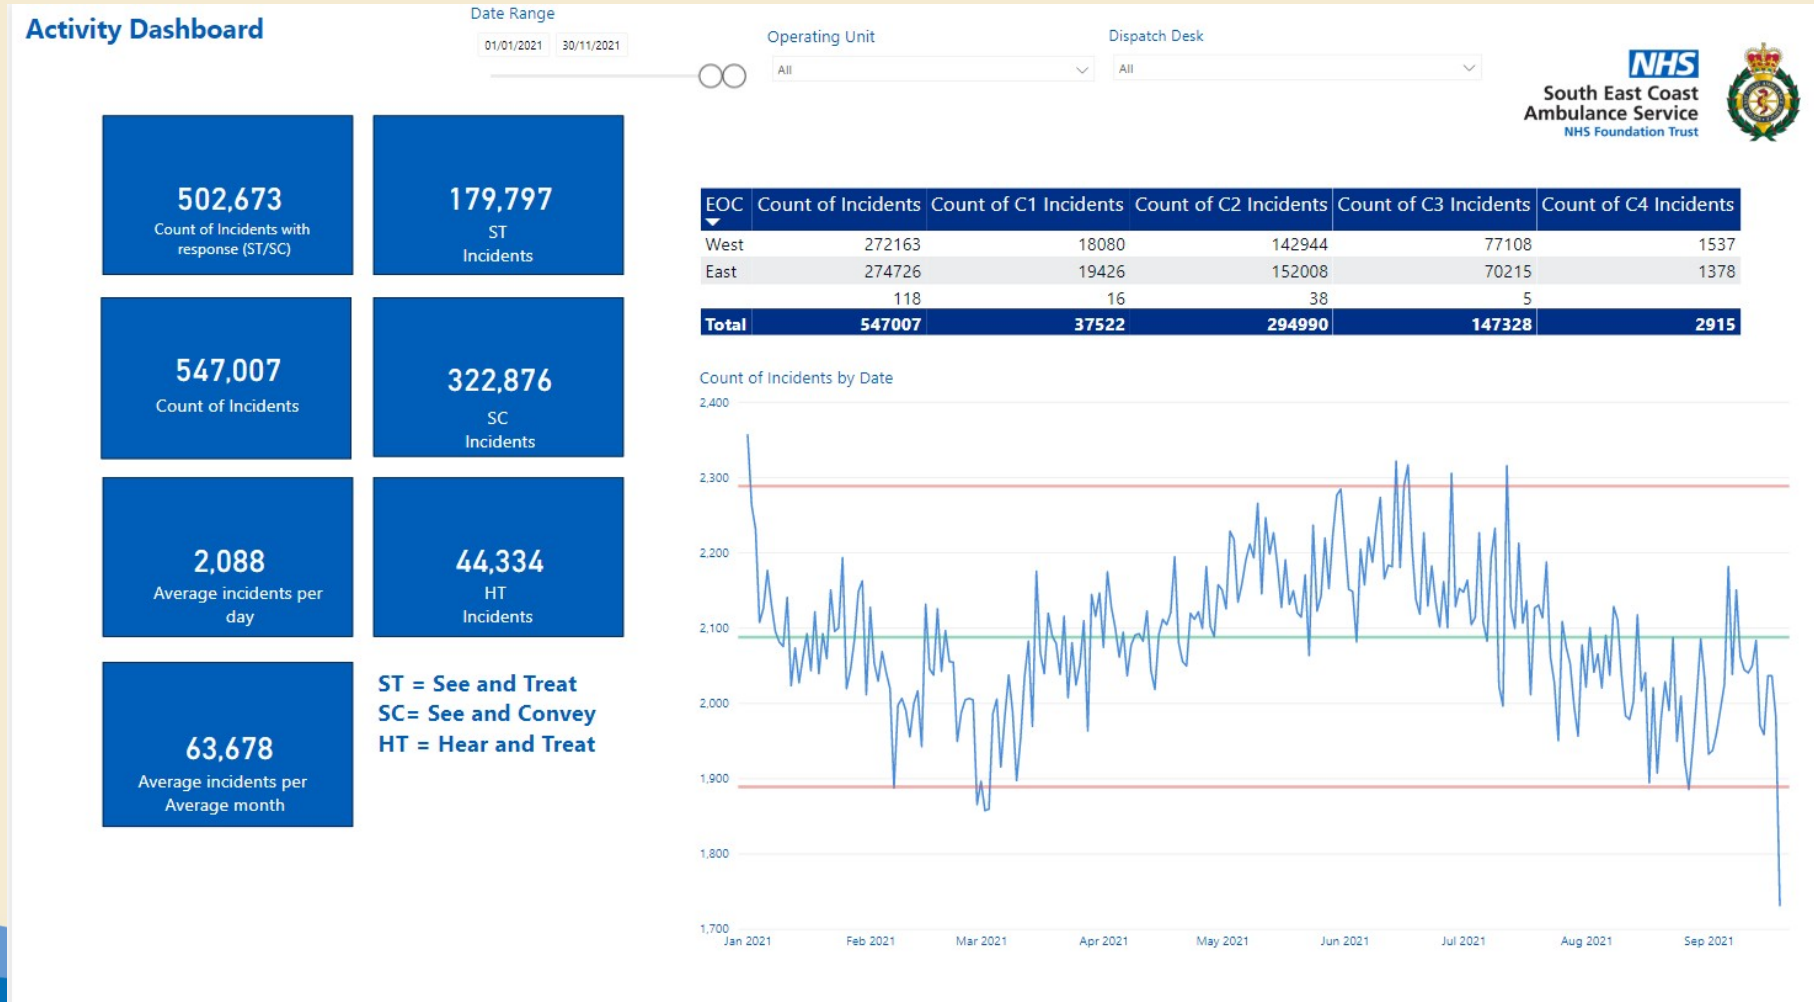 Activity Dashboard
Date Range
01/01/2021 30/11/2021
Operating Unit
All
Dispatch Desk
All
NHS
South East Coast
Ambulance Service
NHS Foundation Trust
502,673
Count of Incidents with
response (ST/SC)
179,797
ST
Incidents
547,007
Count of Incidents
322,876
SC
Incidents
2,088
Average incidents per
day
44,334
HT
Incidents
63,678
Average incidents per
Average month
ST = See and Treat
SC= See and Convey
HT = Hear and Treat
EOC Count of Incidents Count of C1 Incidents Count of C2 Incidents Count of C3 Incidents Count of C4 Incidents
West 272163 18080 142944 77108 1537
East 274726 19426 152008 70215 1378
118 16 38 5
Total 547007 37522 294990 147328 2915
Count of Incidents by Date
2,400
2,300
2,200
2,100
2,000
1,900
1,800
1,700
Jan 2021 Feb 2021 Mar 2021 Apr 2021 May 2021 Jun 2021 Jul 2021 Aug 2021 Sep 2021